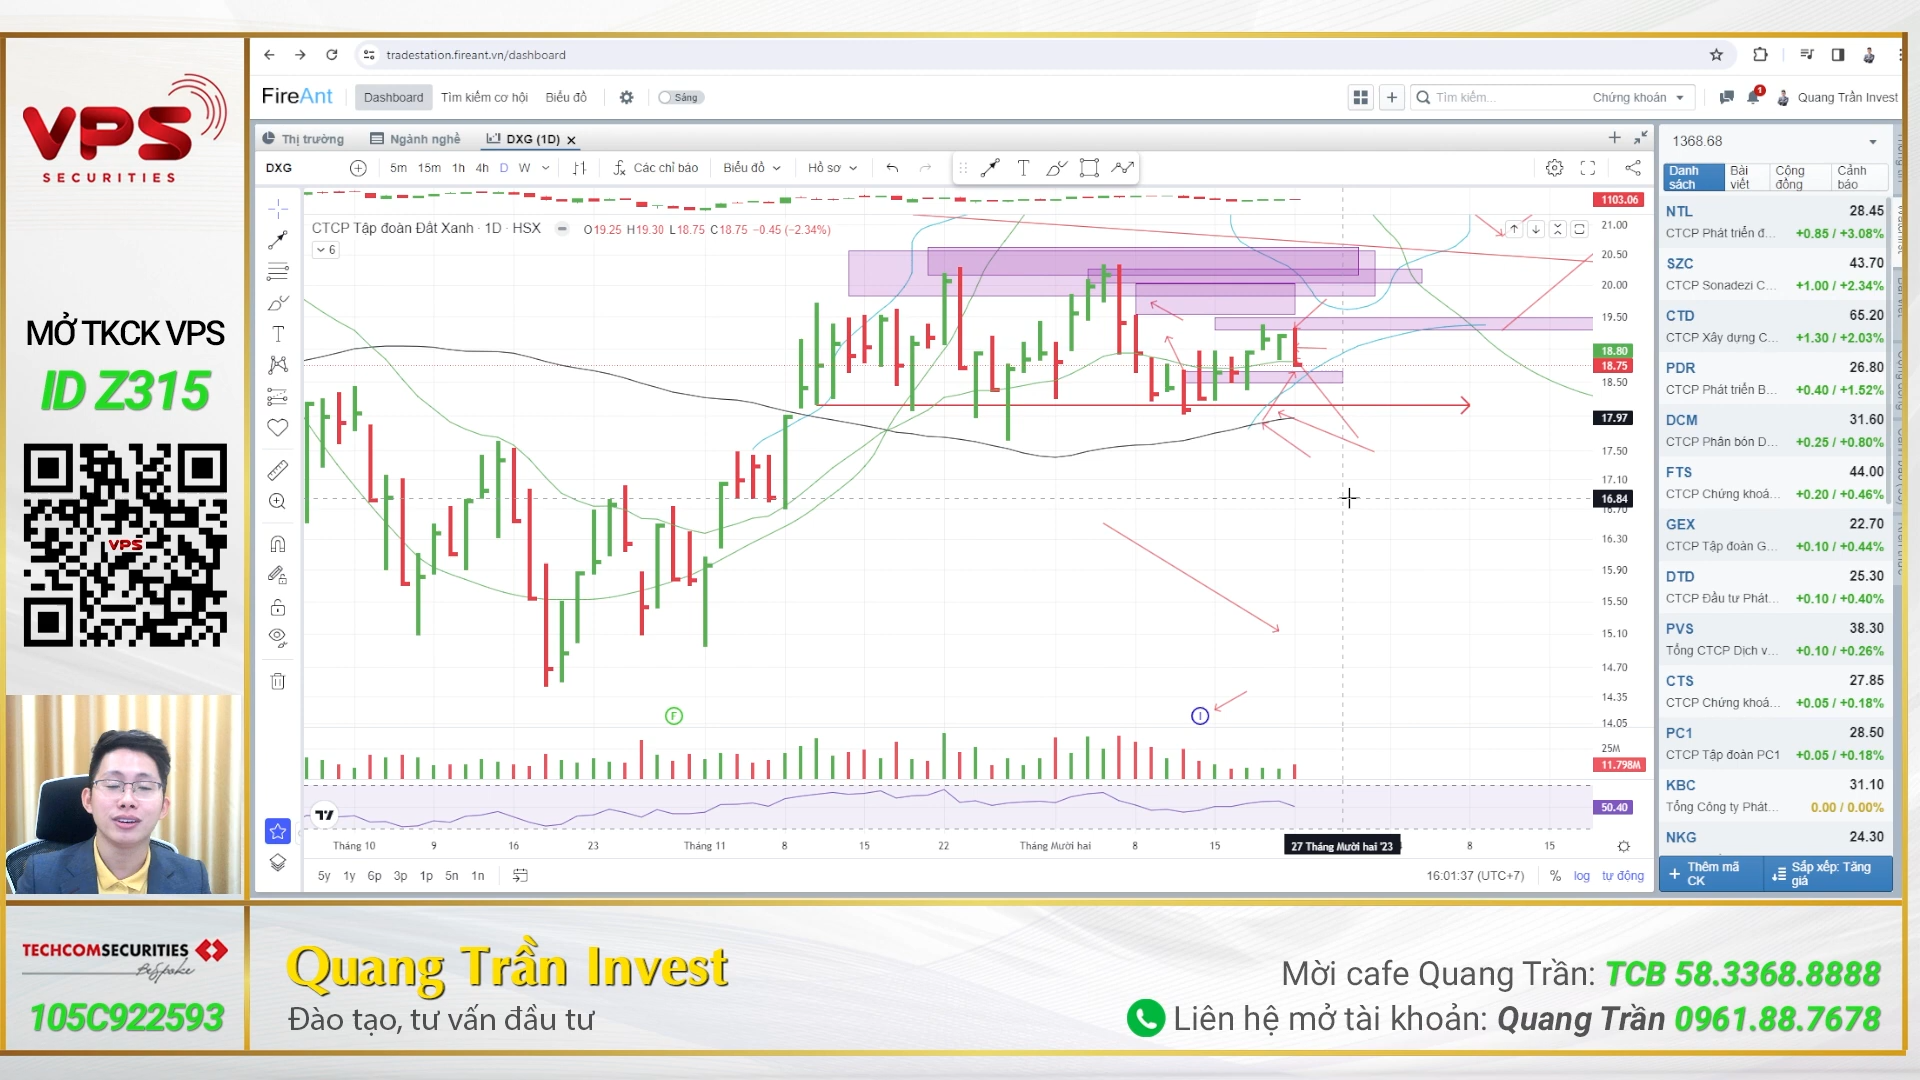 VPS
SECURITIES
MỞ TKCK VPS
ID Z315
VPS
tradestation.fireant.vn/dashboard
FireAnt
Dashboard
Tìm kiếm cơ hội
Biểu đồ
Sáng
Tìm kiếm...
Chứng khoán
1
Quang Trần Invest
Thị trường
Ngành nghề
DXG (1D)
DXG
5m 15m 1h 4h D W
Các chỉ báo
Biểu đồ
Hồ sơ
CTCP Tập đoàn Đất Xanh · 1D · HSX
O19.25 H19.30 L18.75 C18.75 −0.45 (−2.34%)
6
1103.06
21.00
20.50
20.00
19.50
18.80
18.75
18.50
17.97
17.50
17.10
16.84
16.70
16.30
15.90
15.50
15.10
14.70
14.35
14.05
25M
11.798M
50.40
F
I
Tháng 10 9 16 23 Tháng 11 8 15 22 Tháng Mười hai 8 15 27 Tháng Mười hai '23 8 15
5y 1y 6p 3p 1p 5n 1n
16:01:37 (UTC+7)
% log tự động
1368.68
Danh sách
Bài viết
Cộng đồng
Cảnh báo
NTL 28.45
CTCP Phát triển đ... +0.85 / +3.08%
SZC 43.70
CTCP Sonadezi C... +1.00 / +2.34%
CTD 65.20
CTCP Xây dựng C... +1.30 / +2.03%
PDR 26.80
CTCP Phát triển B... +0.40 / +1.52%
DCM 31.60
CTCP Phân bón D... +0.25 / +0.80%
FTS 44.00
CTCP Chứng khoá... +0.20 / +0.46%
GEX 22.70
CTCP Tập đoàn G... +0.10 / +0.44%
DTD 25.30
CTCP Đầu tư Phát... +0.10 / +0.40%
PVS 38.30
Tổng CTCP Dịch v... +0.10 / +0.26%
CTS 27.85
CTCP Chứng khoá... +0.05 / +0.18%
PC1 28.50
CTCP Tập đoàn PC1 +0.05 / +0.18%
KBC 31.10
Tổng Công ty Phát... 0.00 / 0.00%
NKG 24.30
Thêm mã CK
Sắp xếp: Tăng giá
TECHCOMSECURITIES
BeSpoke
105C922593
Quang Trần Invest
Đào tạo, tư vấn đầu tư
Mời cafe Quang Trần: TCB 58.3368.8888
Liên hệ mở tài khoản: Quang Trần 0961.88.7678